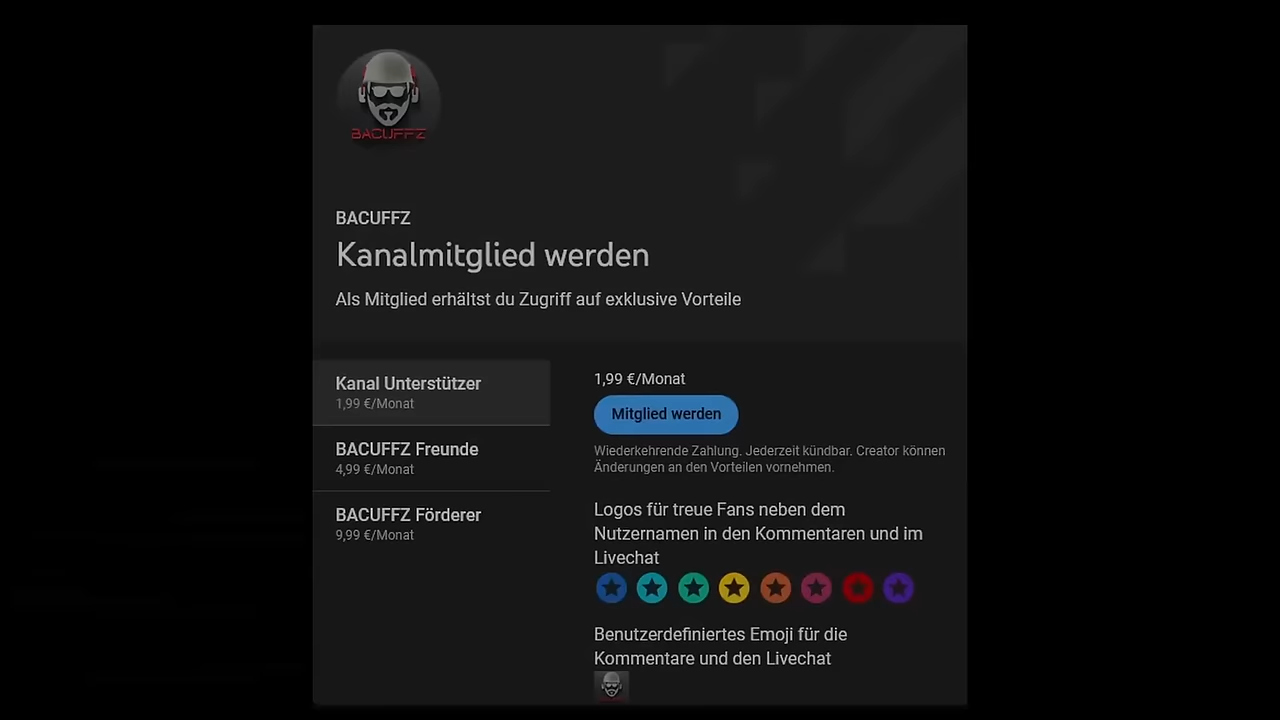 BACUFFZ
BACUFFZ
Kanalmitglied werden
Als Mitglied erhältst du Zugriff auf exklusive Vorteile
Kanal Unterstützer
1,99 €/Monat
BACUFFZ Freunde
4,99 €/Monat
BACUFFZ Förderer
9,99 €/Monat
1,99 €/Monat
Mitglied werden
Wiederkehrende Zahlung. Jederzeit kündbar. Creator können
Änderungen an den Vorteilen vornehmen.
Logos für treue Fans neben dem
Nutzernamen in den Kommentaren und im
Livechat
Benutzerdefiniertes Emoji für die
Kommentare und den Livechat